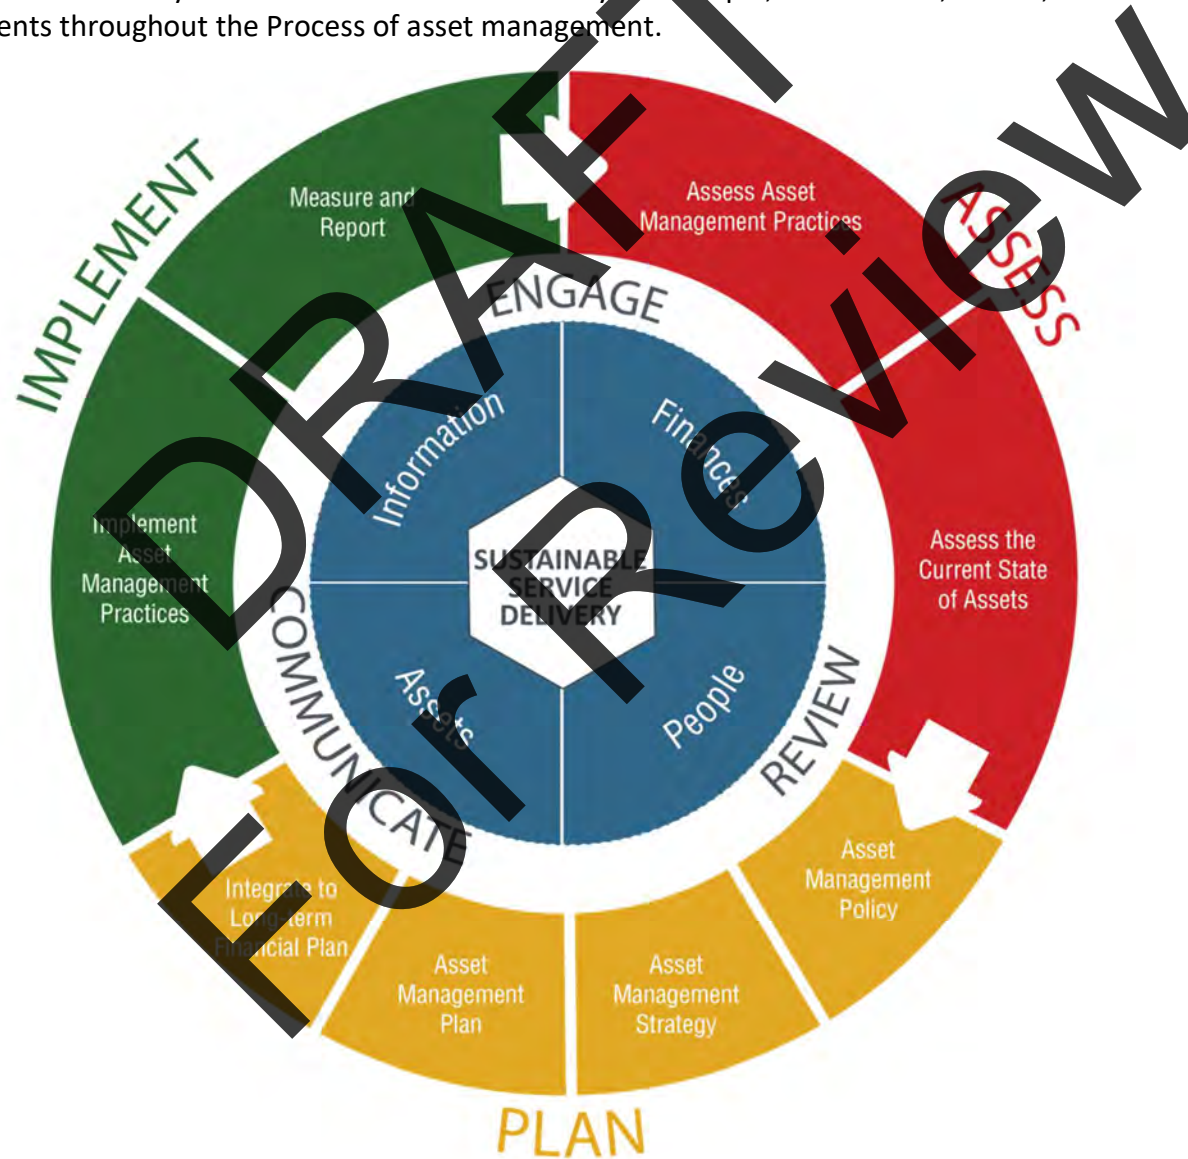 ents throughout the Process of asset management.
DRAFT
For Review
IMPLEMENT
Measure and
Report
Assess Asset
Management Practices
ASSESS
ENGAGE
Information
Finances
Implement
Asset
Management
Practices
SUSTAINABLE
SERVICE
DELIVERY
Assess the
Current State
of Assets
COMMUNICATE
Assets
People
REVIEW
Asset
Management
Policy
Integrate to
Long-term
Financial Plan
Asset
Management
Plan
Asset
Management
Strategy
PLAN